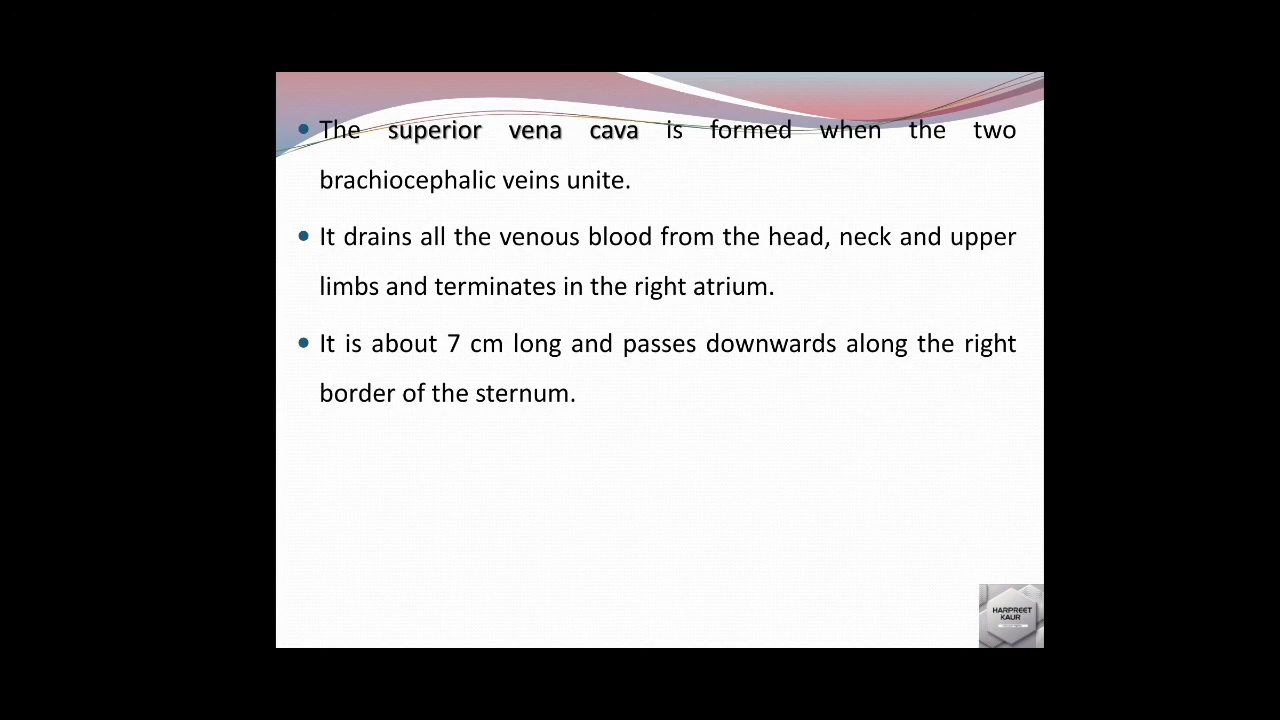 • The superior vena cava is formed when the two
brachiocephalic veins unite.
• It drains all the venous blood from the head, neck and upper
limbs and terminates in the right atrium.
• It is about 7 cm long and passes downwards along the right
border of the sternum.
HARPREET
KAUR